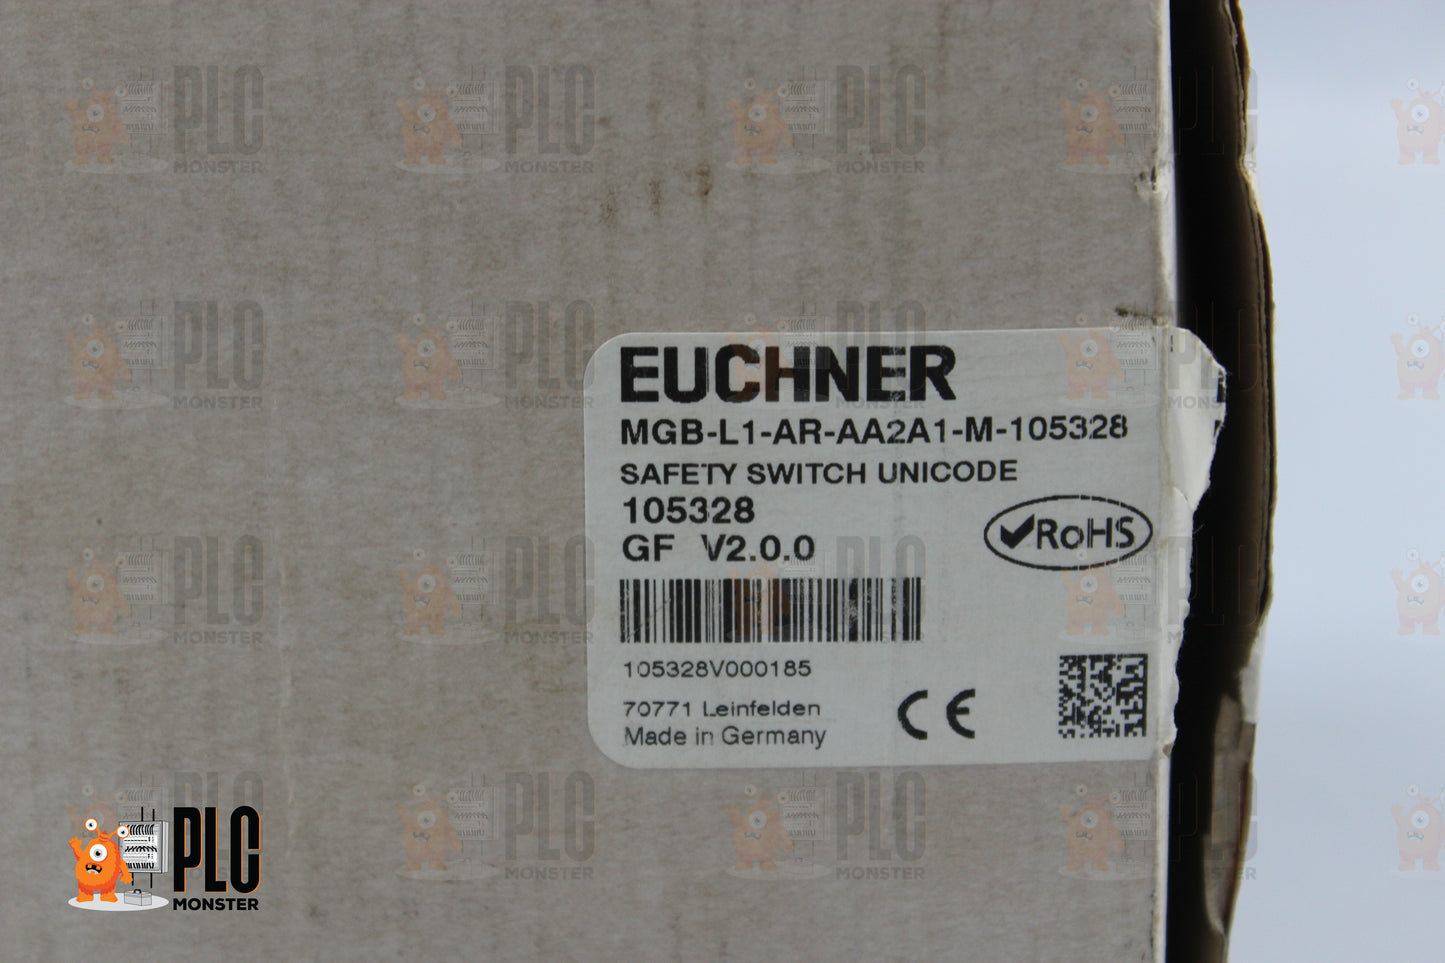 EUCHNER
MGB-L1-AR-AA2A1-M-105328
SAFETY SWITCH UNICODE
105328
GF V2.0.0
✔RoHS
105328V000185
70771 Leinfelden
Made in Germany
CE
PLC
MONSTER